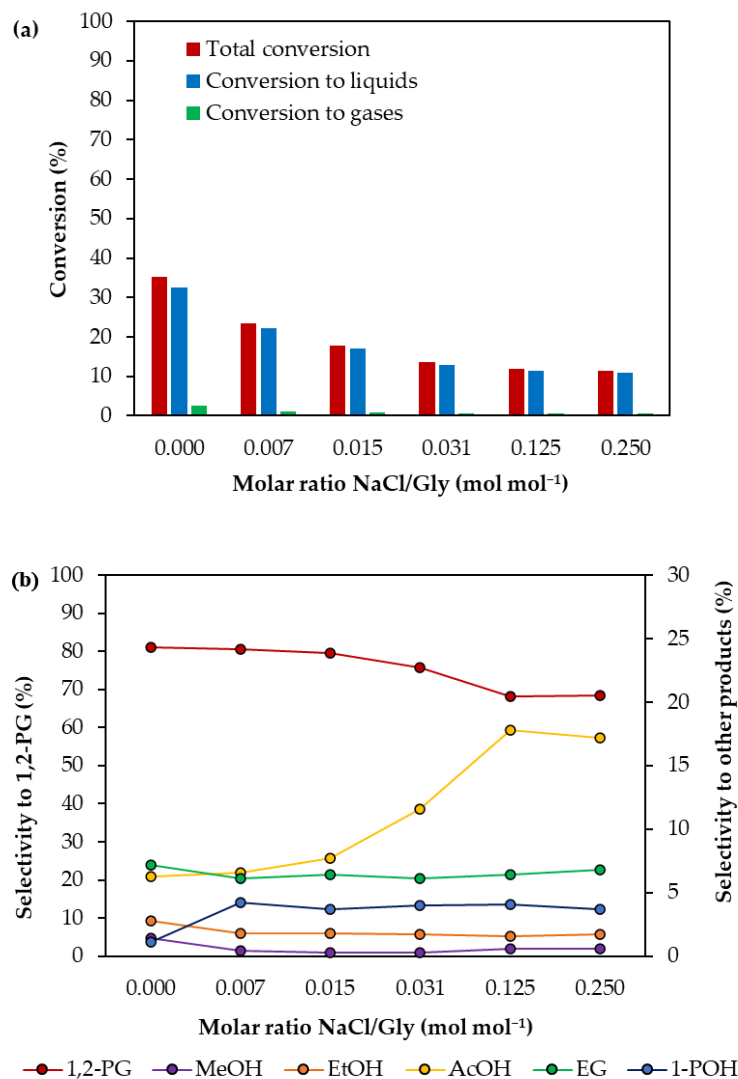 (a)
100
90
80
70
60
50
40
30
20
10
0
Conversion (%)
Total conversion
Conversion to liquids
Conversion to gases
0.000 0.007 0.015 0.031 0.125 0.250
Molar ratio NaCl/Gly (mol mol⁻¹)
(b)
100
90
80
70
60
50
40
30
20
10
0
Selectivity to 1,2-PG (%)
30
25
20
15
10
5
0
Selectivity to other products (%)
0.000 0.007 0.015 0.031 0.125 0.250
Molar ratio NaCl/Gly (mol mol⁻¹)
1,2-PG MeOH EtOH AcOH EG 1-POH